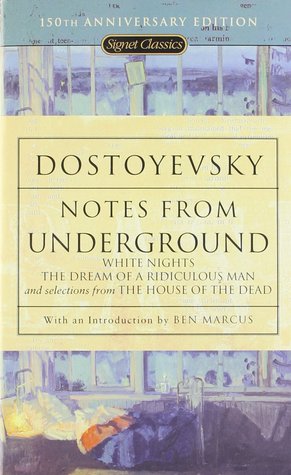 150TH ANNIVERSARY EDITION
Signet Classics
DOSTOYEVSKY
NOTES FROM
UNDERGROUND
WHITE NIGHTS
THE DREAM OF A RIDICULOUS MAN
and selections from THE HOUSE OF THE DEAD
With an Introduction by BEN MARCUS